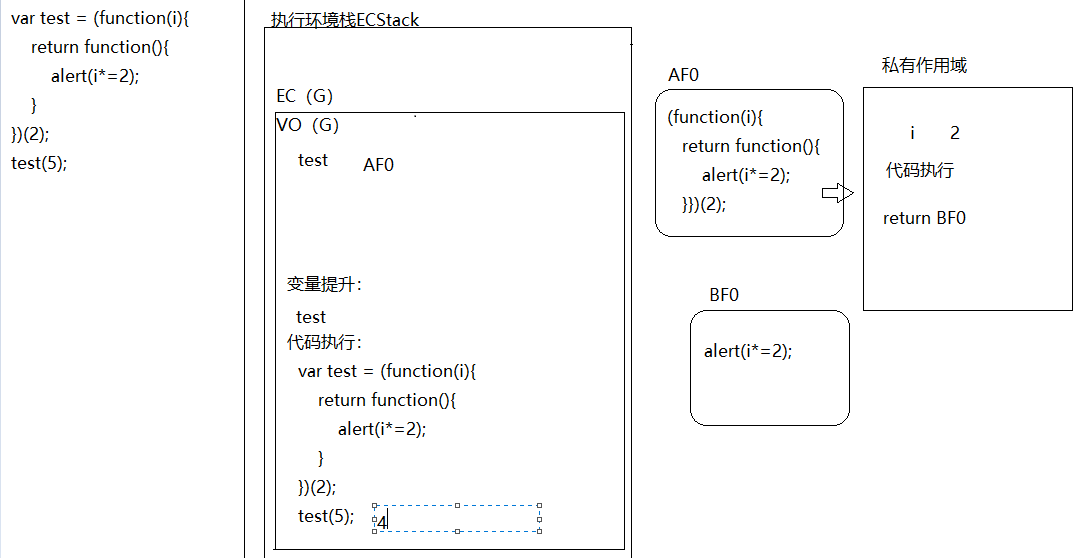 var test = (function(i){
return function(){
alert(i*=2);
}
})(2);
test(5);
执行环境栈ECStack
EC（G）
VO（G）
test AF0
变量提升：
test
代码执行：
var test = (function(i){
return function(){
alert(i*=2);
}
})(2);
test(5); 4
AF0
(function(i){
return function(){
alert(i*=2);
}})(2);
私有作用域
i 2
代码执行
return BF0
BF0
alert(i*=2);